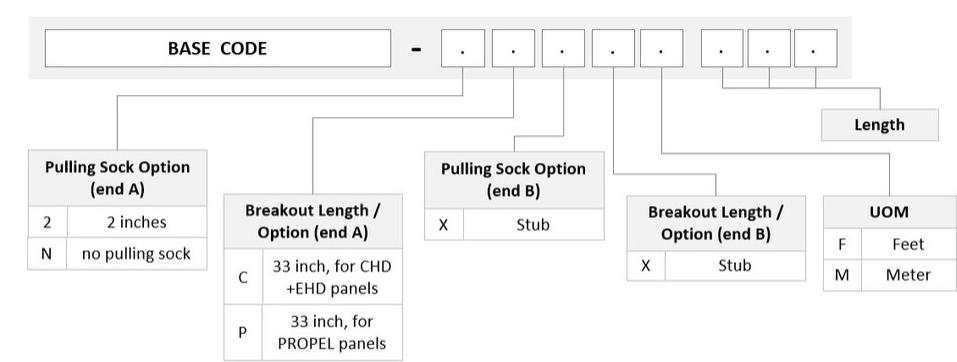 BASE CODE - . . . . . . . .
Length
Pulling Sock Option
(end A)
2 2 inches
N no pulling sock
Breakout Length /
Option (end A)
C 33 inch, for CHD
+EHD panels
P 33 inch, for
PROPEL panels
Pulling Sock Option
(end B)
X Stub
Breakout Length /
Option (end B)
X Stub
UOM
F Feet
M Meter